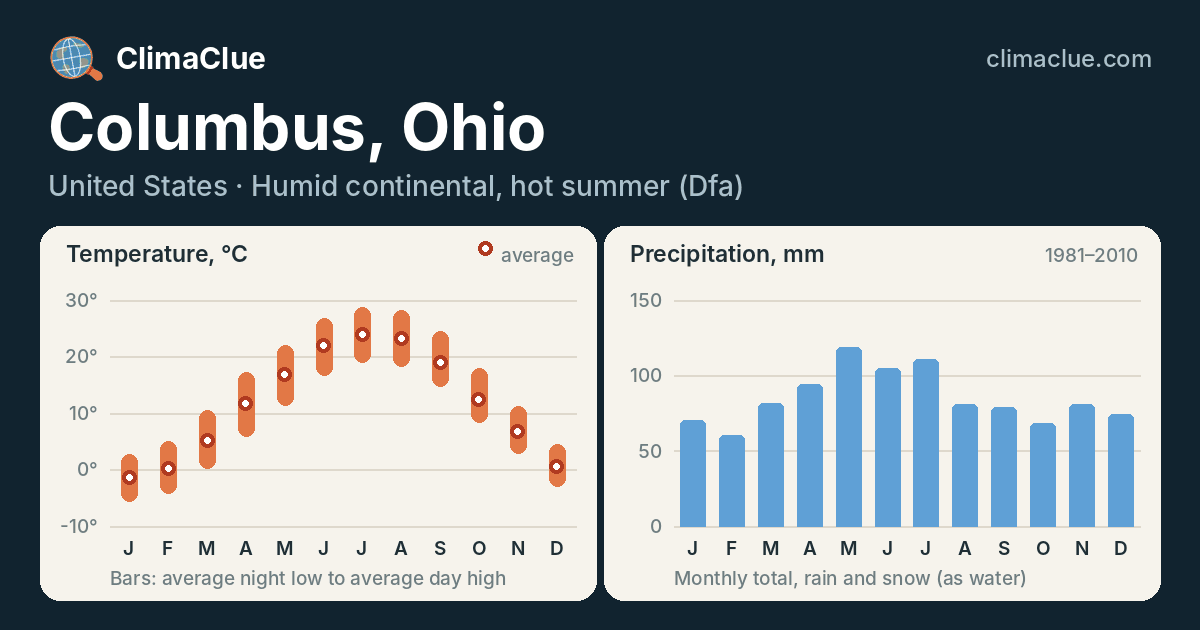 ClimaClue
climaclue.com
Columbus, Ohio
United States · Humid continental, hot summer (Dfa)
Temperature, °C
average
30°
20°
10°
0°
-10°
J F M A M J J A S O N D
Bars: average night low to average day high
Precipitation, mm
1981–2010
150
100
50
0
J F M A M J J A S O N D
Monthly total, rain and snow (as water)